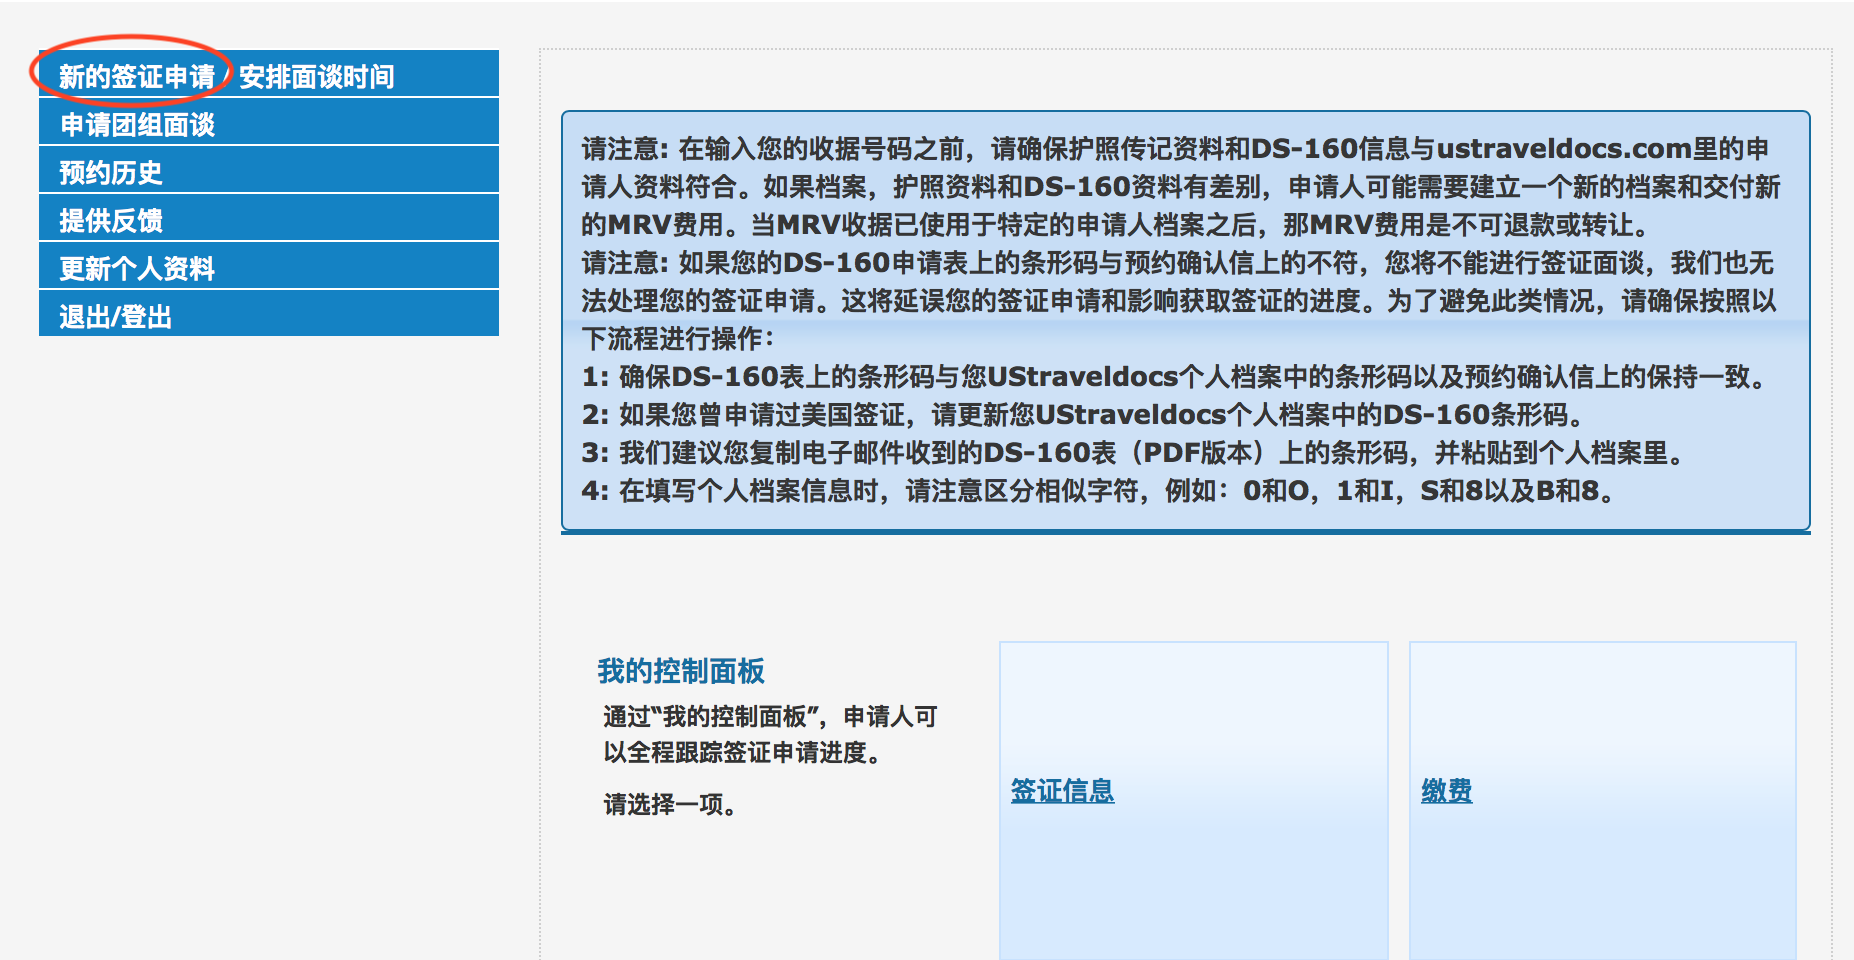 新的签证申请 安排面谈时间
申请团组面谈
预约历史
提供反馈
更新个人资料
退出/登出
请注意: 在输入您的收据号码之前，请确保护照传记资料和DS-160信息与ustraveldocs.com里的申
请人资料符合。如果档案，护照资料和DS-160资料有差别，申请人可能需要建立一个新的档案和交付新
的MRV费用。当MRV收据已使用于特定的申请人档案之后，那MRV费用是不可退款或转让。
请注意: 如果您的DS-160申请表上的条形码与预约确认信上的不符，您将不能进行签证面谈，我们也无
法处理您的签证申请。这将延误您的签证申请和影响获取签证的进度。为了避免此类情况，请确保按照以
下流程进行操作：
1: 确保DS-160表上的条形码与您UStraveldocs个人档案中的条形码以及预约确认信上的保持一致。
2: 如果您曾申请过美国签证，请更新您UStraveldocs个人档案中的DS-160条形码。
3: 我们建议您复制电子邮件收到的DS-160表（PDF版本）上的条形码，并粘贴到个人档案里。
4: 在填写个人档案信息时，请注意区分相似字符，例如：0和O，1和I，S和8以及B和8。
我的控制面板
通过“我的控制面板”，申请人可
以全程跟踪签证申请进度。
请选择一项。
签证信息
缴费